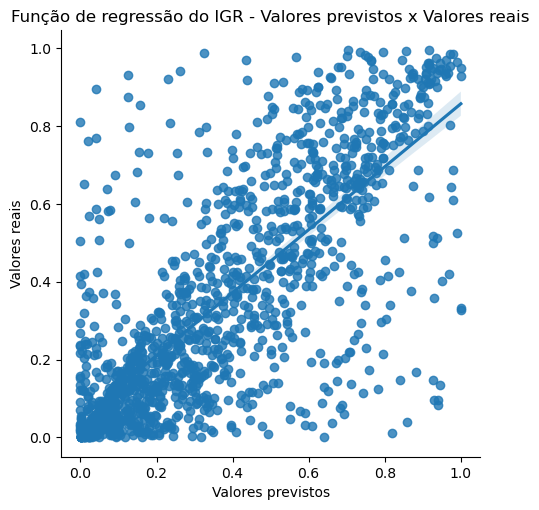 Função de regressão do IGR - Valores previstos x Valores reais
1.0
0.8
0.6
0.4
0.2
0.0
Valores reais
0.0 0.2 0.4 0.6 0.8 1.0
Valores previstos